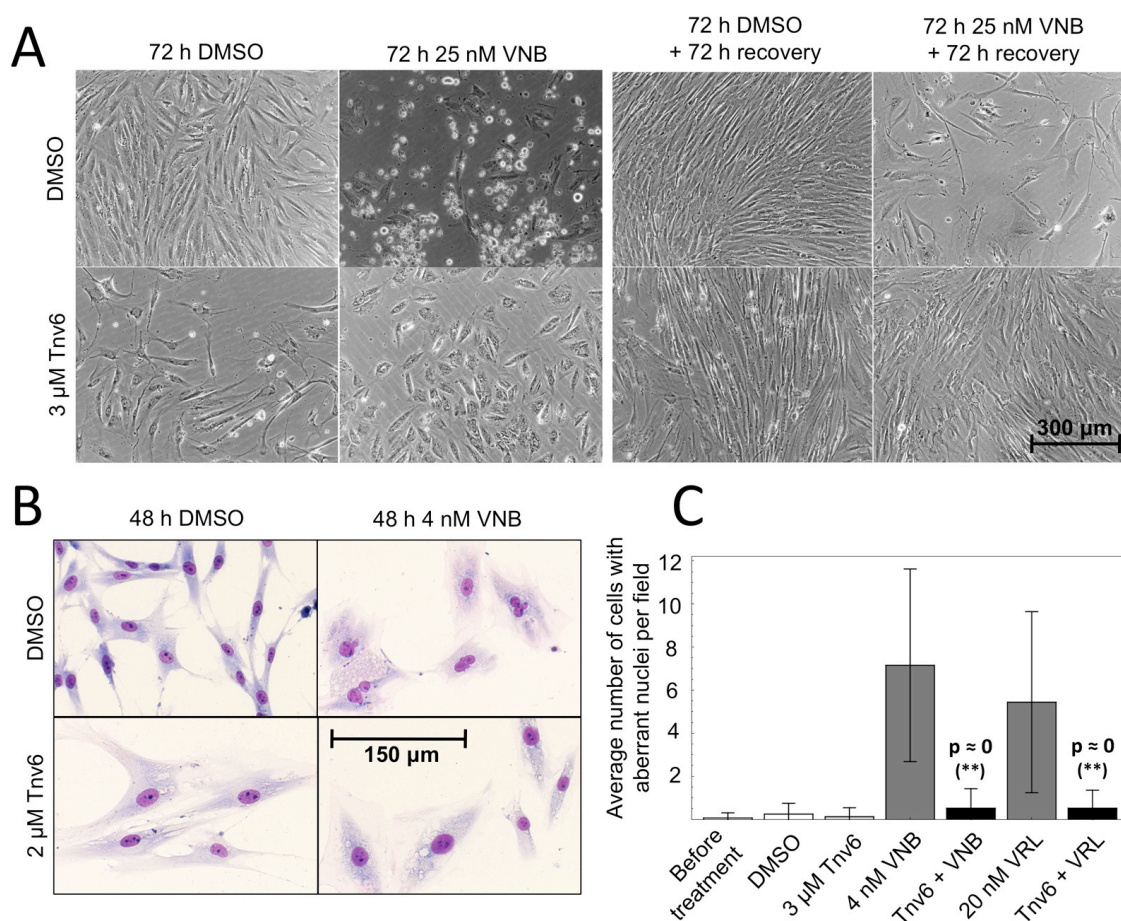 A
72 h DMSO
72 h 25 nM VNB
72 h DMSO
+ 72 h recovery
72 h 25 nM VNB
+ 72 h recovery
DMSO
3 µM Tnv6
300 µm
B
48 h DMSO
48 h 4 nM VNB
DMSO
2 µM Tnv6
150 µm
C
Average number of cells with
aberrant nuclei per field
12
10
8
6
4
2
p ≈ 0
(**)
p ≈ 0
(**)
Before
treatment
DMSO
3 µM Tnv6
4 nM VNB
Tnv6 + VNB
20 nM VRL
Tnv6 + VRL